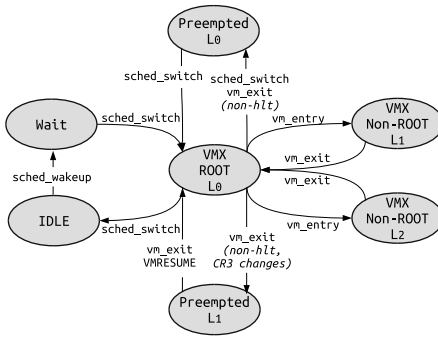 Preempted
L0
sched_switch
sched_switch
vm_exit
(non-hlt)
Wait
sched_switch
vm_entry
VMX
Non-ROOT
L1
VMX
ROOT
L0
vm_exit
vm_exit
sched_wakeup
IDLE
sched_switch
VMX
Non-ROOT
L2
vm_entry
vm_exit
VMRESUME
vm_exit
(non-hlt,
CR3 changes)
Preempted
L1